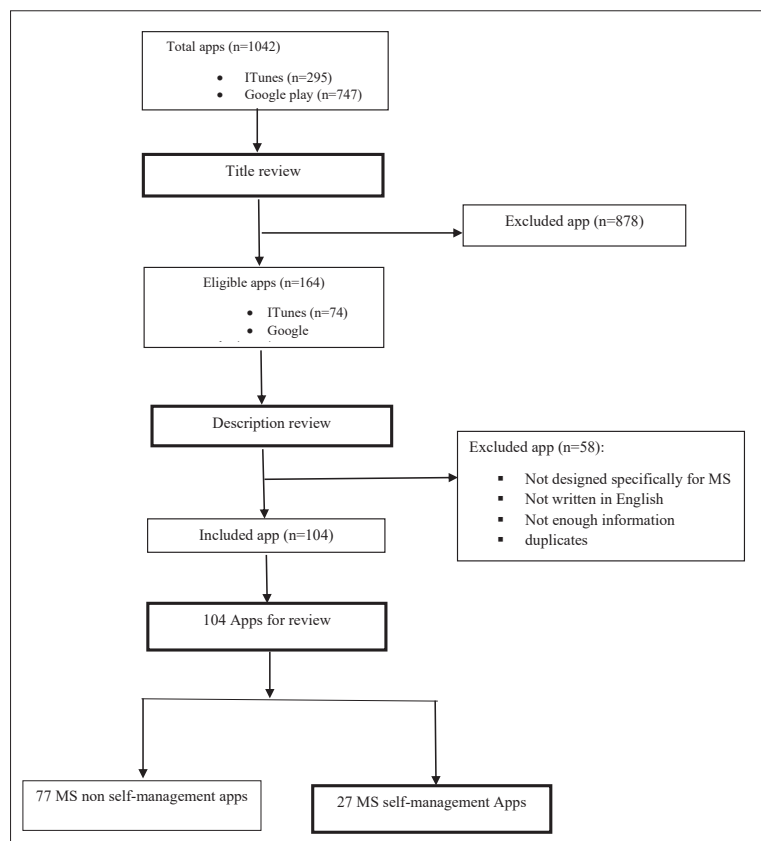 Total apps (n=1042)
• ITunes (n=295)
• Google play (n=747)
Title review
Excluded app (n=878)
Eligible apps (n=164)
• ITunes (n=74)
• Google
Description review
Excluded app (n=58):
▪ Not designed specifically for MS
▪ Not written in English
▪ Not enough information
▪ duplicates
Included app (n=104)
104 Apps for review
77 MS non self-management apps
27 MS self-management Apps